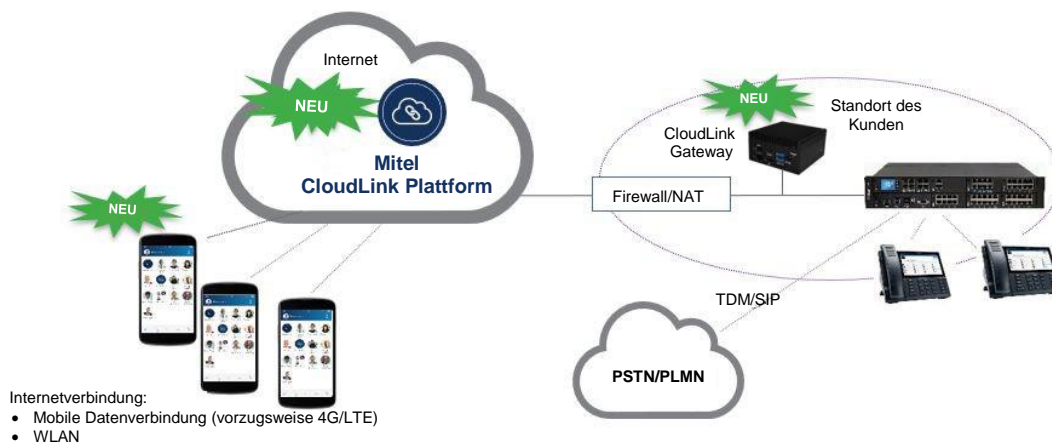 Internet
NEU
Mitel
CloudLink Plattform
NEU
NEU
CloudLink
Gateway
Standort des
Kunden
Firewall/NAT
TDM/SIP
PSTN/PLMN
Internetverbindung:
• Mobile Datenverbindung (vorzugsweise 4G/LTE)
• WLAN